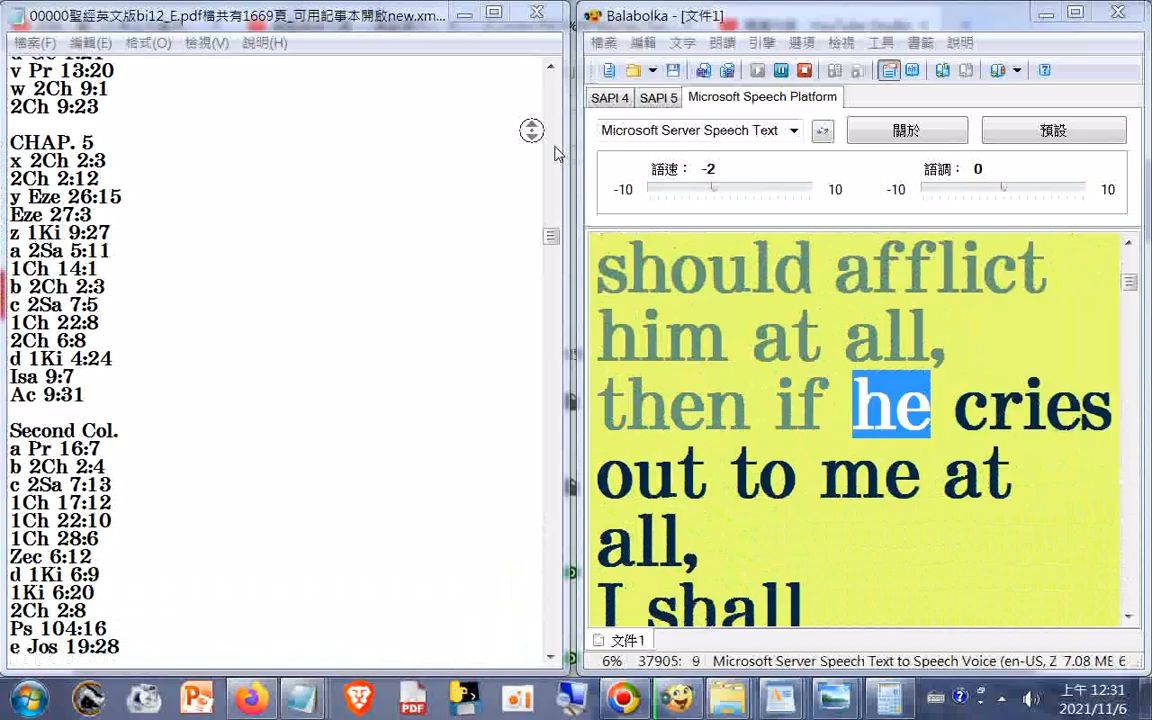 00000聖經英文版bi12_E.pdf檔共有1669頁_可用記事本開啟new.xm...
檔案(F) 編輯(E) 格式(O) 檢視(V) 說明(H)
v Pr 13:20
w 2Ch 9:1
2Ch 9:23
CHAP. 5
x 2Ch 2:3
2Ch 2:12
y Eze 26:15
Eze 27:3
z 1Ki 9:27
a 2Sa 5:11
1Ch 14:1
b 2Ch 2:3
c 2Sa 7:5
1Ch 22:8
2Ch 6:8
d 1Ki 4:24
Isa 9:7
Ac 9:31
Second Col.
a Pr 16:7
b 2Ch 2:4
c 2Sa 7:13
1Ch 17:12
1Ch 22:10
1Ch 28:6
Zec 6:12
d 1Ki 6:9
1Ki 6:20
2Ch 2:8
Ps 104:16
e Jos 19:28
Balabolka - [文件1]
檔案 編輯 文字 朗讀 引擎 選項 檢視 工具 書籤 說明
SAPI 4 SAPI 5 Microsoft Speech Platform
Microsoft Server Speech Text 關於 預設
語速： -2 語調： 0
-10 10 -10 10
should afflict
him at all,
then if he cries
out to me at
all,
I shall
文件1
6% 37905: 9 Microsoft Server Speech Text to Speech Voice (en-US, Z 7.08 MB 6
PDF
上午 12:31
2021/11/6